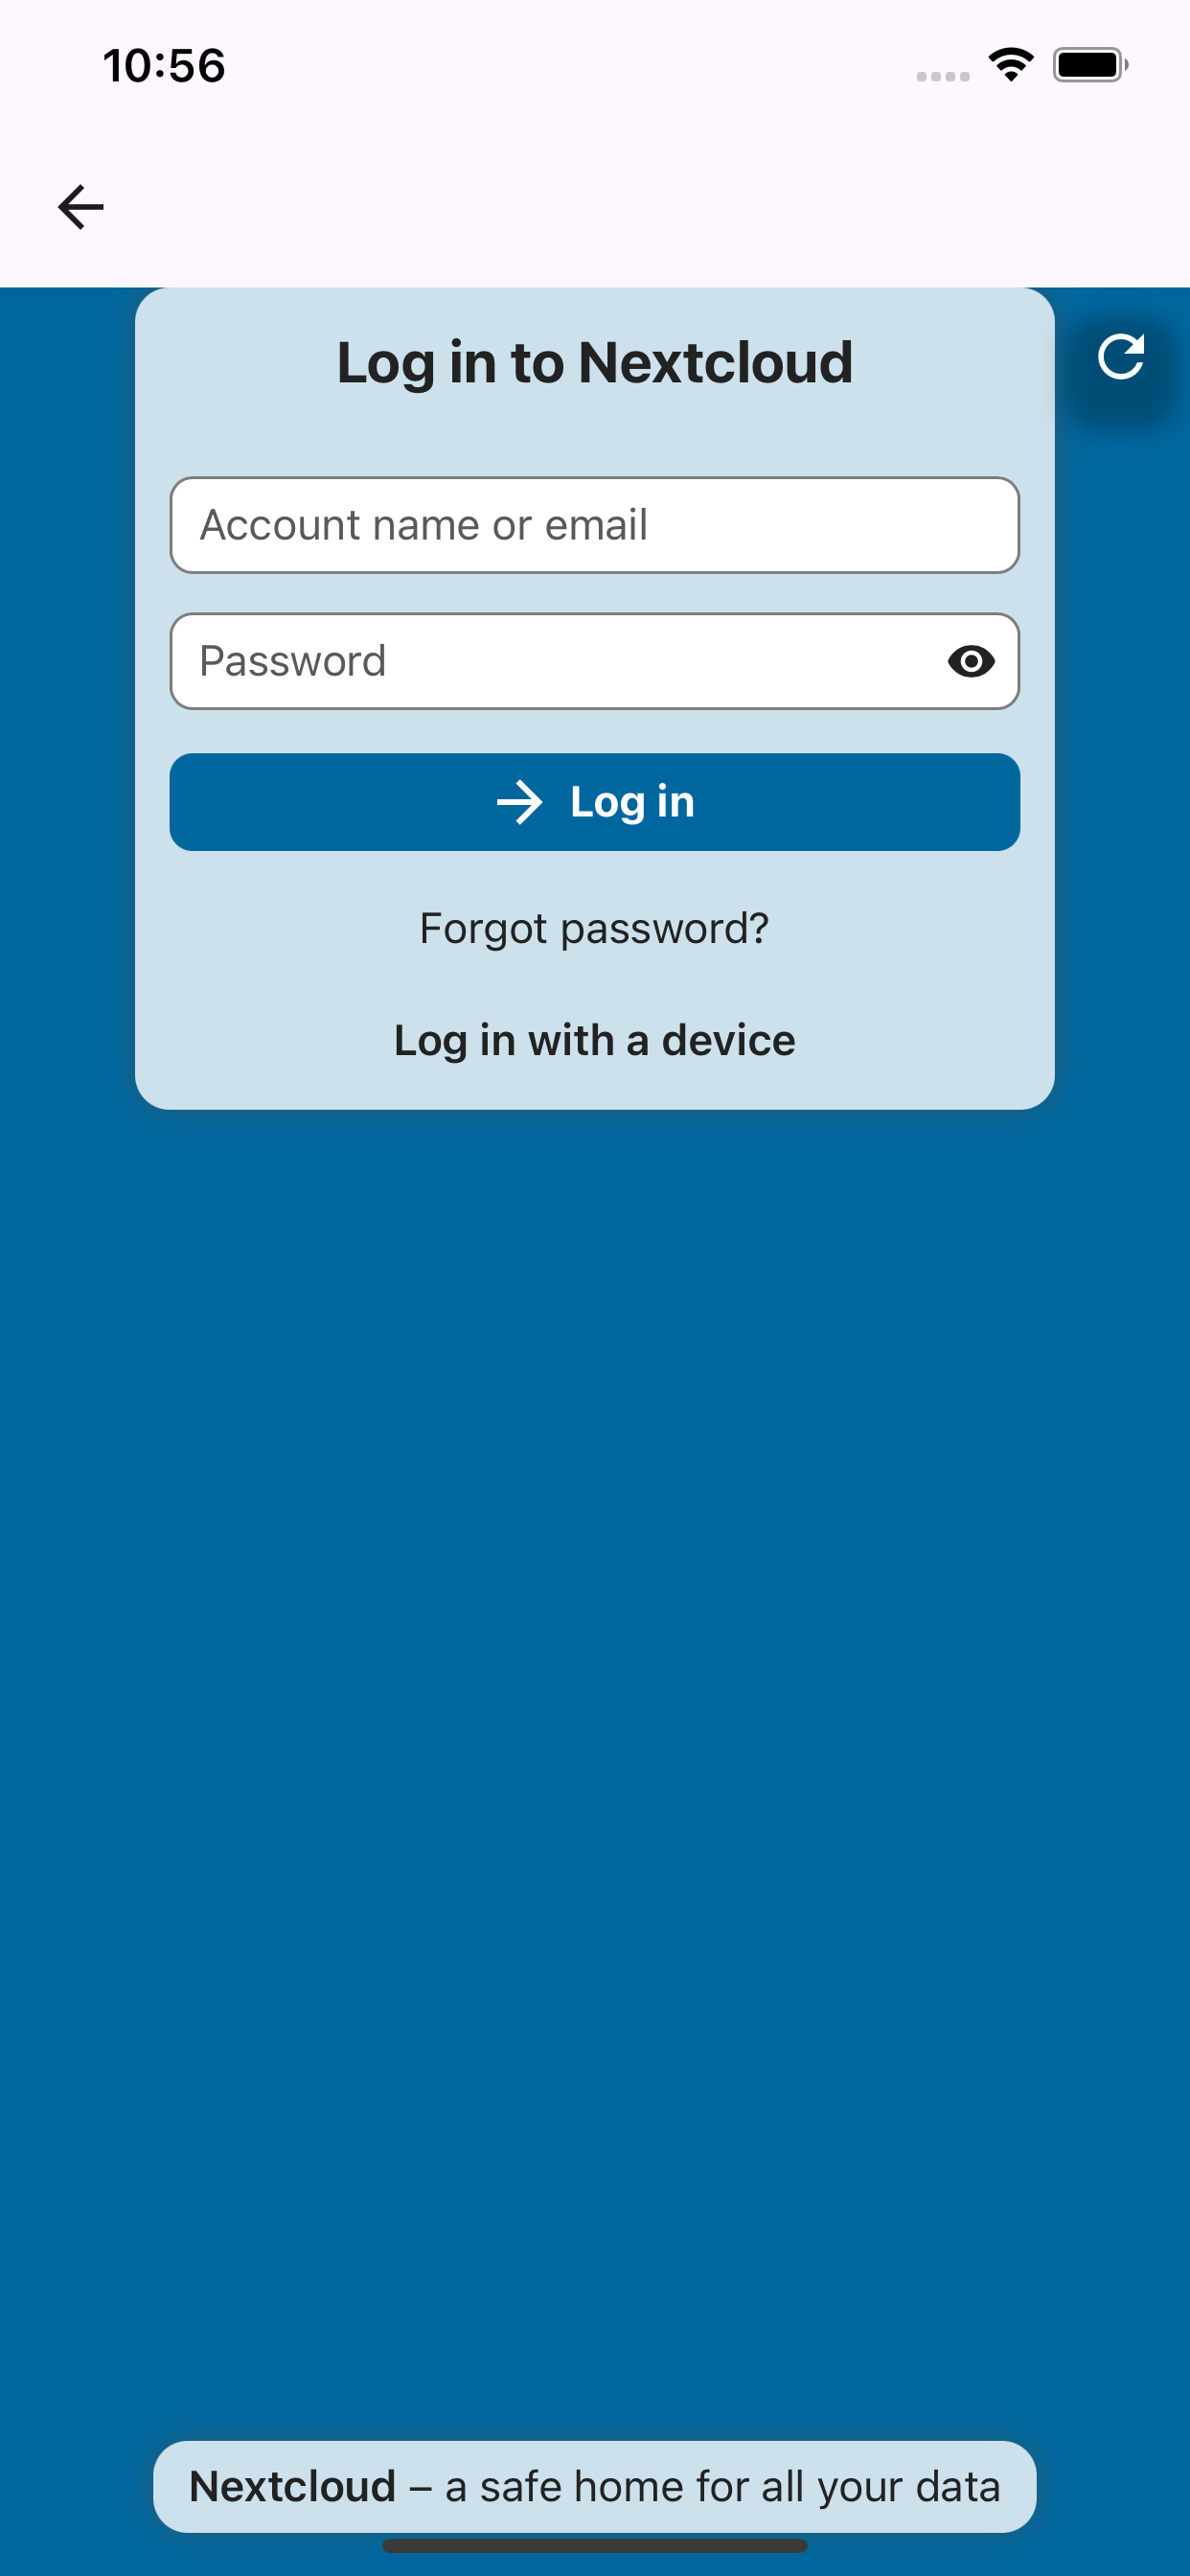 10:56
Log in to Nextcloud
Account name or email
Password
Log in
Forgot password?
Log in with a device
Nextcloud – a safe home for all your data